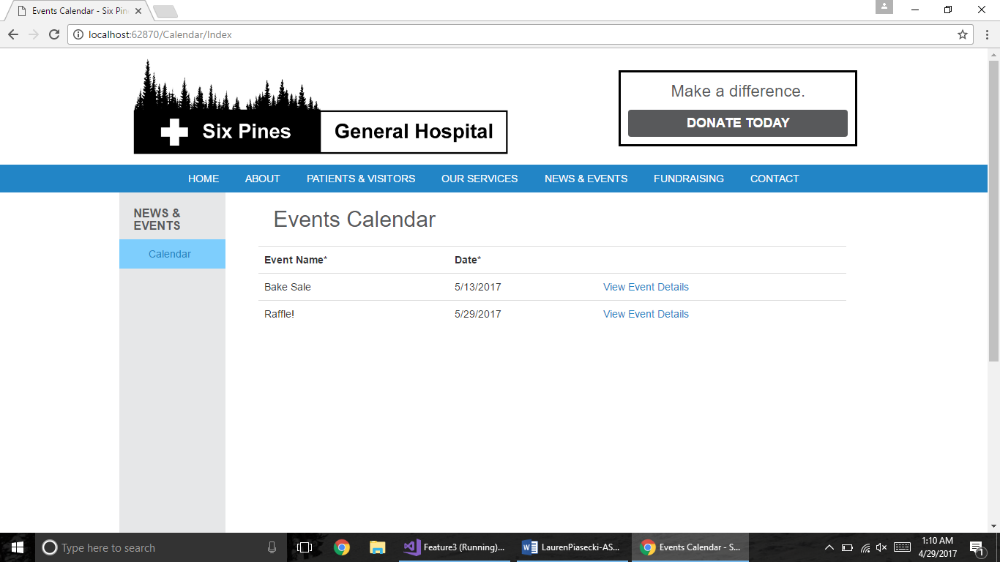 Events Calendar - Six Pin
localhost:62870/Calendar/Index
Six Pines General Hospital
Make a difference.
DONATE TODAY
HOME ABOUT PATIENTS & VISITORS OUR SERVICES NEWS & EVENTS FUNDRAISING CONTACT
NEWS &
EVENTS
Calendar
Events Calendar
Event Name* Date*
Bake Sale 5/13/2017 View Event Details
Raffle! 5/29/2017 View Event Details
Type here to search
Feature3 (Running)...
LaurenPiasecki-AS...
Events Calendar - S...
1:10 AM
4/29/2017
1